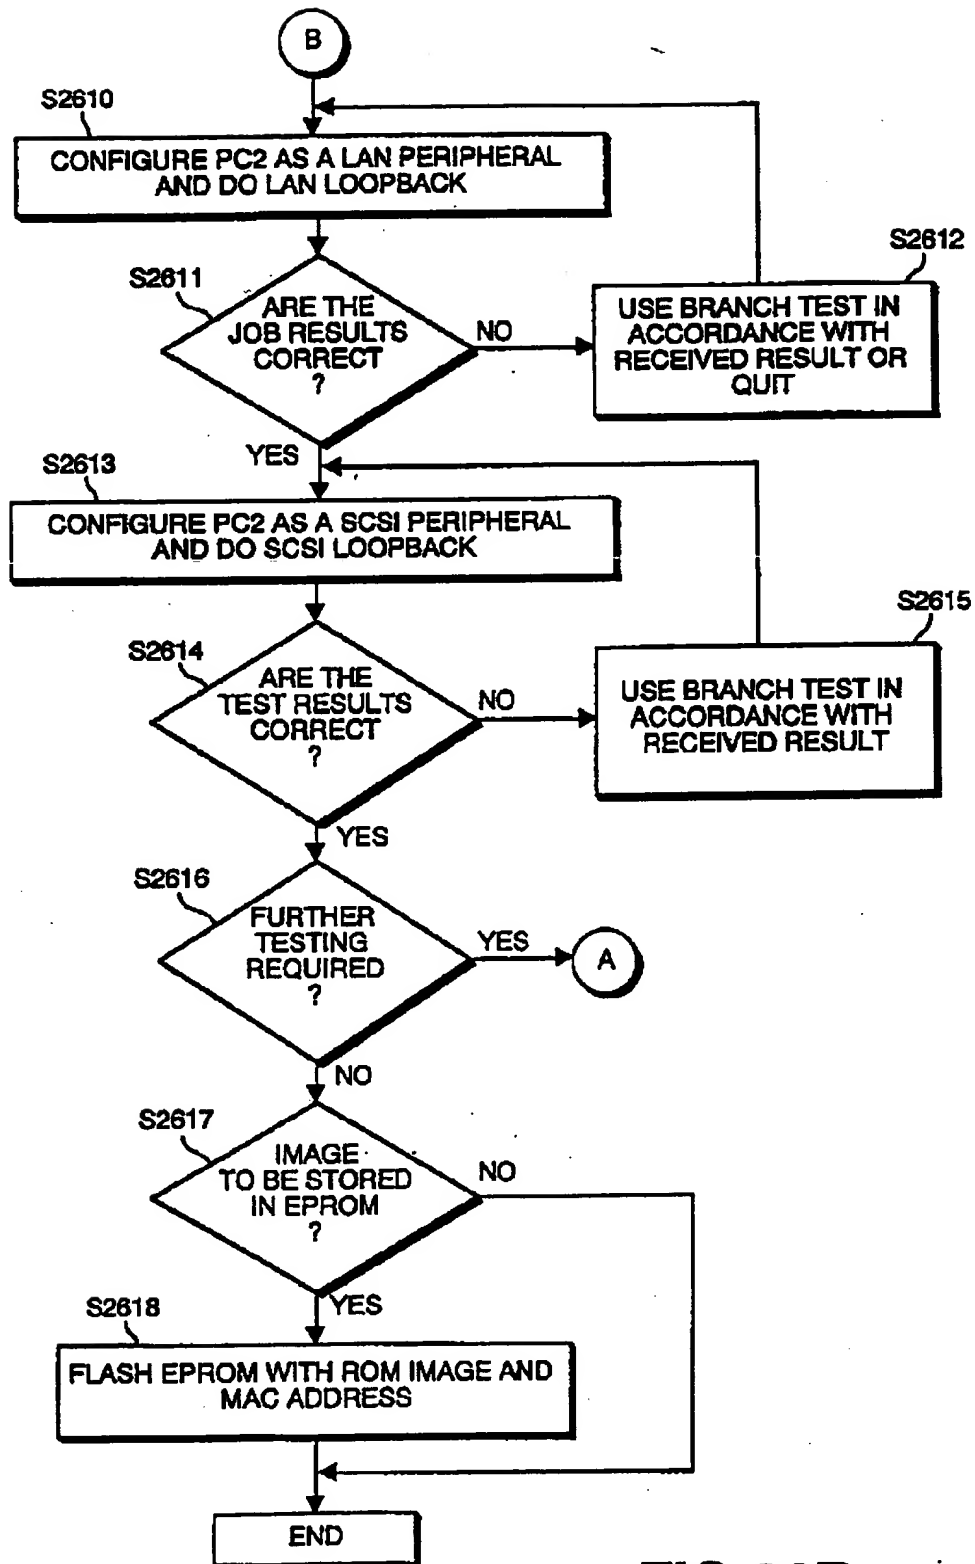 B
S2610
CONFIGURE PC2 AS A LAN PERIPHERAL
AND DO LAN LOOPBACK
S2611
ARE THE
JOB RESULTS
CORRECT
?
NO
S2612
USE BRANCH TEST IN
ACCORDANCE WITH
RECEIVED RESULT OR
QUIT
YES
S2613
CONFIGURE PC2 AS A SCSI PERIPHERAL
AND DO SCSI LOOPBACK
S2614
ARE THE
TEST RESULTS
CORRECT
?
NO
S2615
USE BRANCH TEST IN
ACCORDANCE WITH
RECEIVED RESULT
YES
S2616
FURTHER
TESTING
REQUIRED
?
YES
A
NO
S2617
IMAGE
TO BE STORED
IN EPROM
?
NO
YES
S2618
FLASH EPROM WITH ROM IMAGE AND
MAC ADDRESS
END